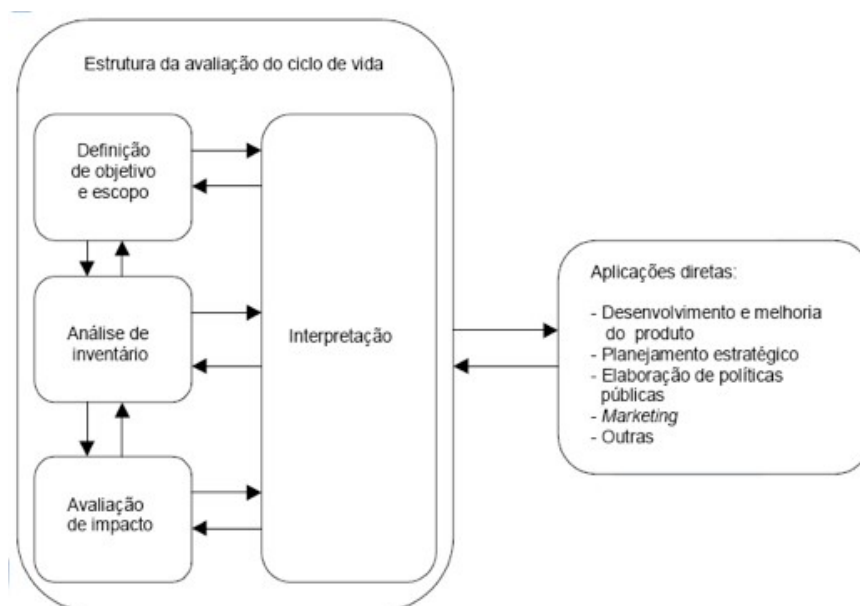 Estrutura da avaliação do ciclo de vida
Definição
de objetivo
e escopo
Análise de
inventário
Avaliação
de impacto
Interpretação
Aplicações diretas:
- Desenvolvimento e melhoria
do produto
- Planejamento estratégico
- Elaboração de políticas
públicas
- Marketing
- Outras